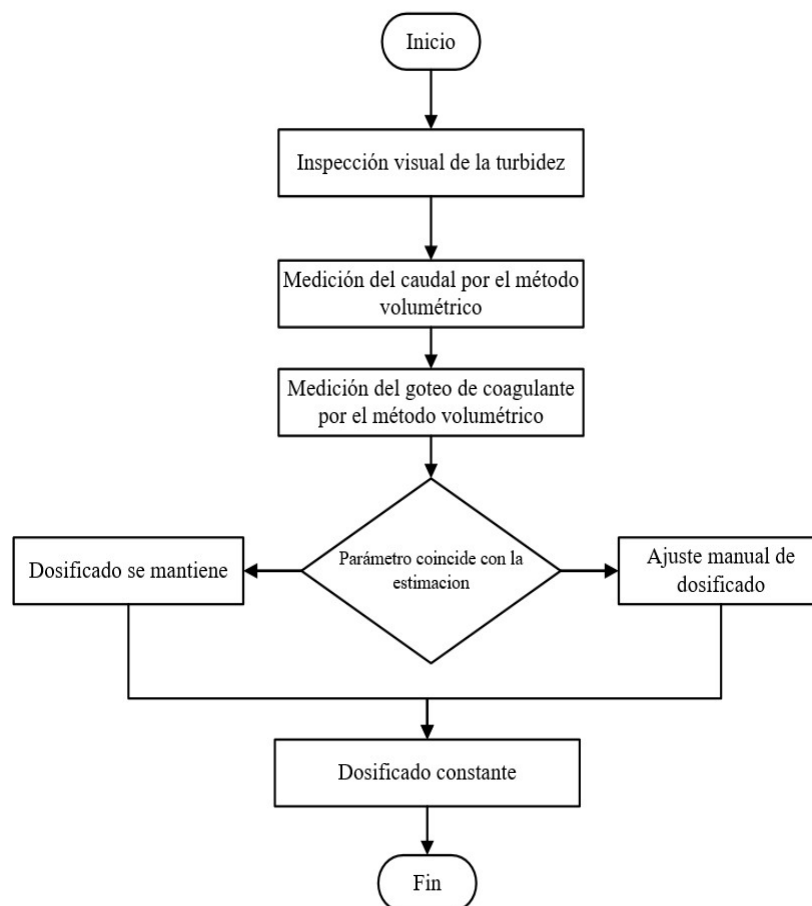 Inicio
Inspección visual de la turbidez
Medición del caudal por el método
volumétrico
Medición del goteo de coagulante
por el método volumétrico
Parámetro coincide con la
estimacion
Dosificado se mantiene
Ajuste manual de
dosificado
Dosificado constante
Fin